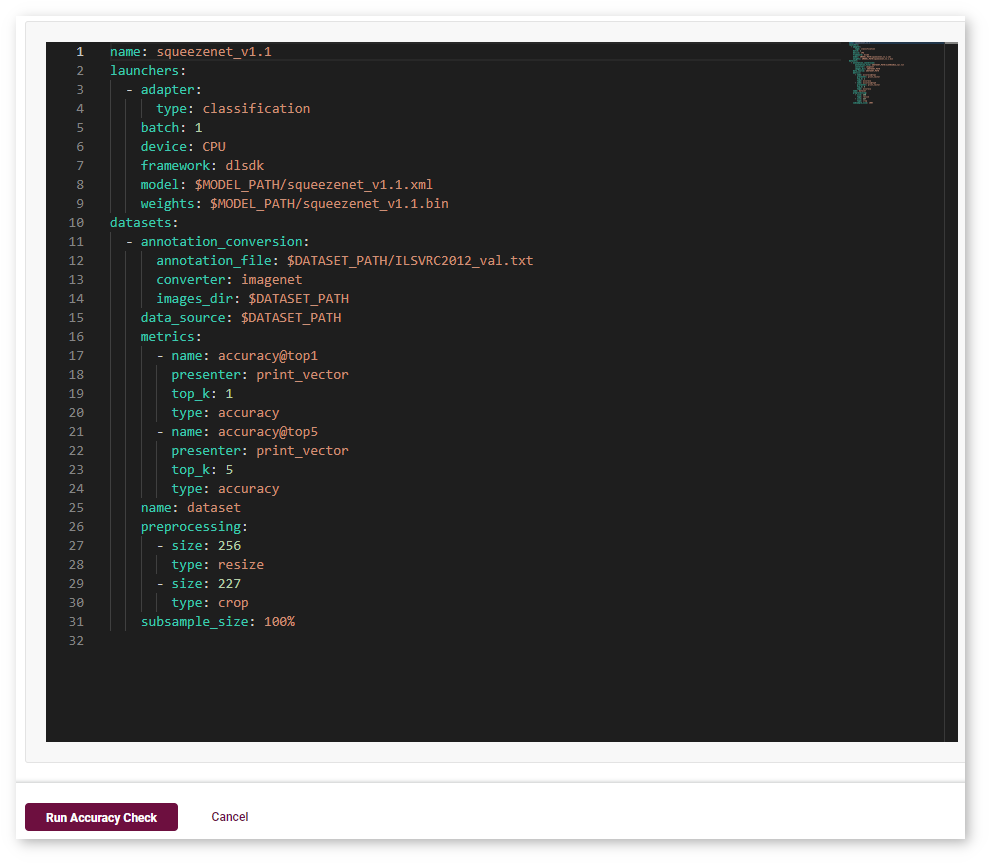 1 name: squeezenet_v1.1
2 launchers:
3   - adapter:
4       type: classification
5     batch: 1
6     device: CPU
7     framework: dlsdk
8     model: $MODEL_PATH/squeezenet_v1.1.xml
9     weights: $MODEL_PATH/squeezenet_v1.1.bin
10 datasets:
11   - annotation_conversion:
12       annotation_file: $DATASET_PATH/ILSVRC2012_val.txt
13       converter: imagenet
14       images_dir: $DATASET_PATH
15     data_source: $DATASET_PATH
16     metrics:
17       - name: accuracy@top1
18         presenter: print_vector
19         top_k: 1
20         type: accuracy
21       - name: accuracy@top5
22         presenter: print_vector
23         top_k: 5
24         type: accuracy
25     name: dataset
26     preprocessing:
27       - size: 256
28         type: resize
29       - size: 227
30         type: crop
31     subsample_size: 100%
32
Run Accuracy Check
Cancel